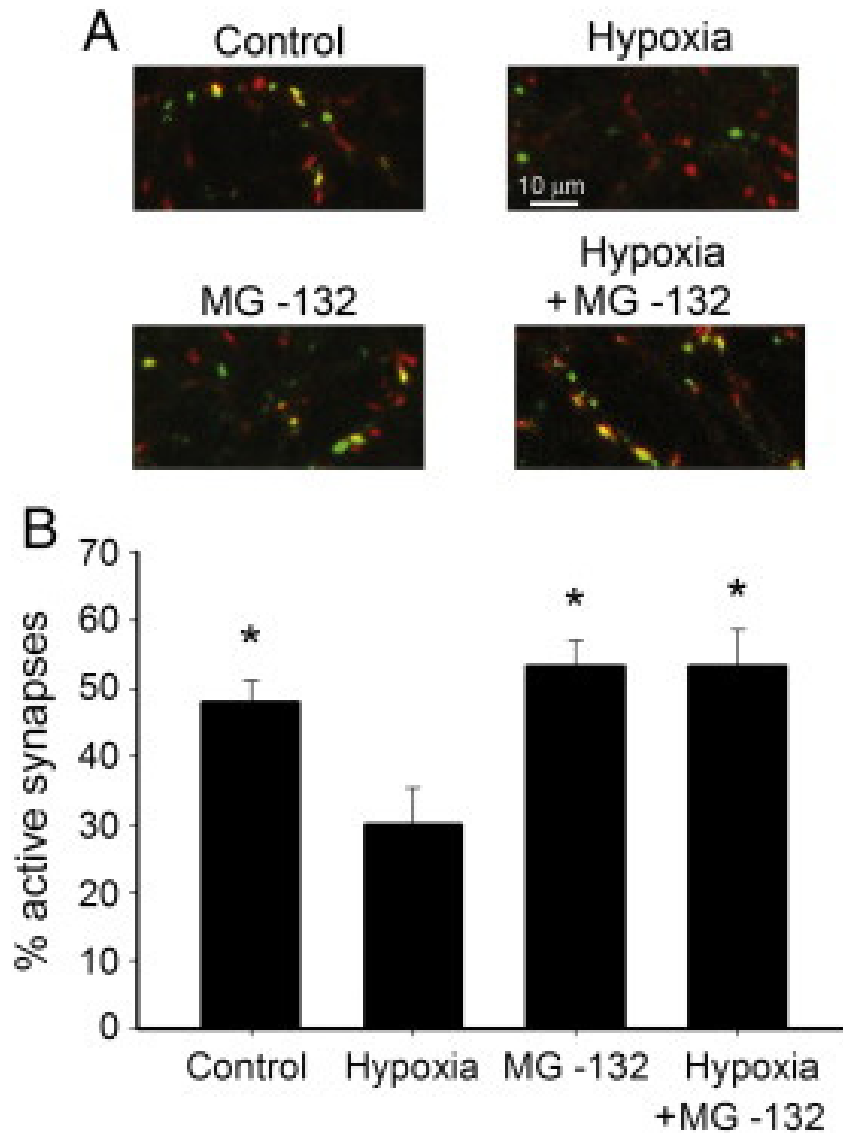 A
Control
Hypoxia
10 µm
MG -132
Hypoxia
+MG -132
B
% active synapses
70
60
50
40
30
20
10
0
*
*
*
Control
Hypoxia
MG -132
Hypoxia
+MG -132